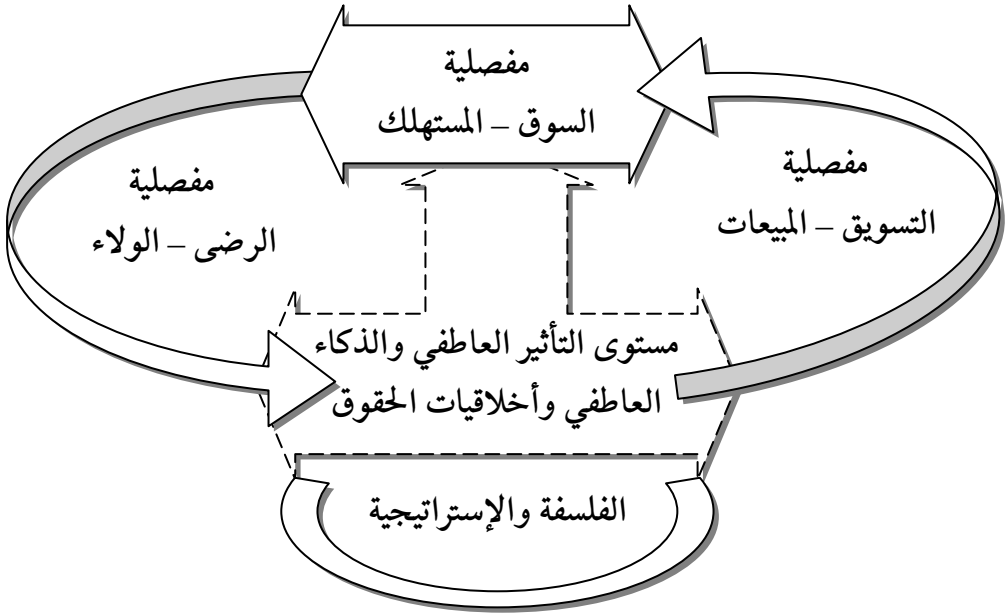 مفصلية
السوق – المستهلك
مفصلية
التسويق – المبيعات
مفصلية
الرضى – الولاء
مستوى التأثير العاطفي والذكاء
العاطفي وأخلاقيات الحقوق
الفلسفة والإستراتيجية